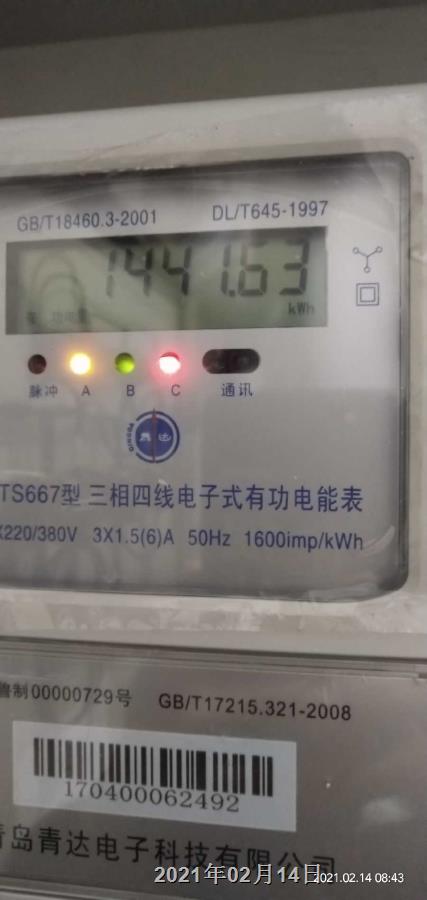 GB/T18460.3-2001 DL/T645-1997
1441.63
kWh
脉冲 A B C 通讯
TS667型 三相四线电子式有功电能表
X220/380V 3X1.5(6)A 50Hz 1600imp/kWh
鲁制00000729号 GB/T17215.321-2008
170400062492
青岛青达电子科技有限公司
2021年02月14日 2021.02.14 08:43